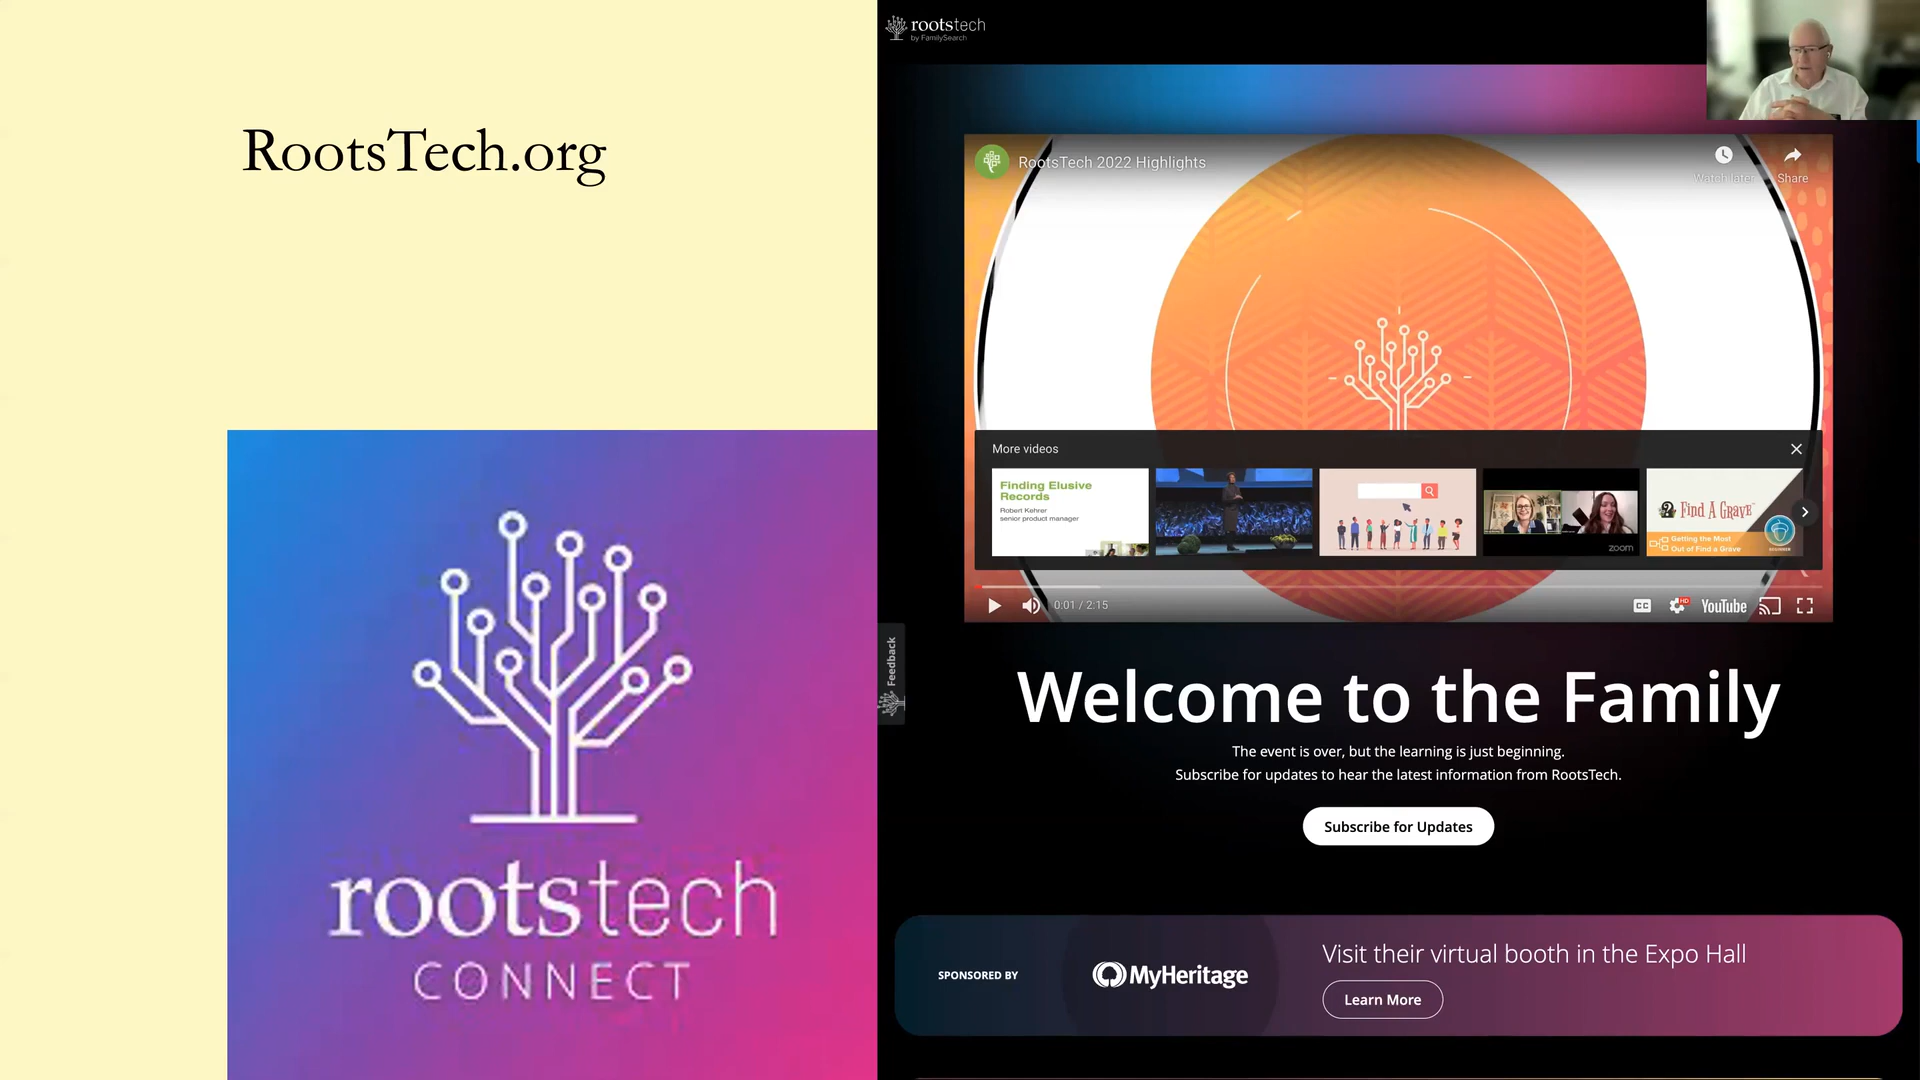 RootsTech.org
rootstech
CONNECT
rootstech
by FamilySearch
RootsTech 2022 Highlights
Watch later
Share
More videos
Finding Elusive
Records
Robert Kehrer
senior product manager
zoom
Find A Grave
Getting the Most
Out of Find a Grave
BEGINNER
0:01 / 2:15
CC
HD
YouTube
Feedback
Welcome to the Family
The event is over, but the learning is just beginning.
Subscribe for updates to hear the latest information from RootsTech.
Subscribe for Updates
SPONSORED BY
MyHeritage
Visit their virtual booth in the Expo Hall
Learn More